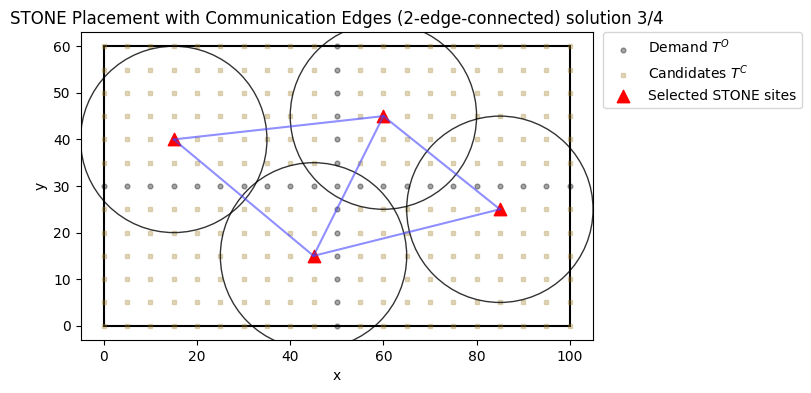 STONE Placement with Communication Edges (2-edge-connected) solution 3/4
60
50
40
30
20
10
0
y
0 20 40 60 80 100
x
Demand T^O
Candidates T^C
Selected STONE sites